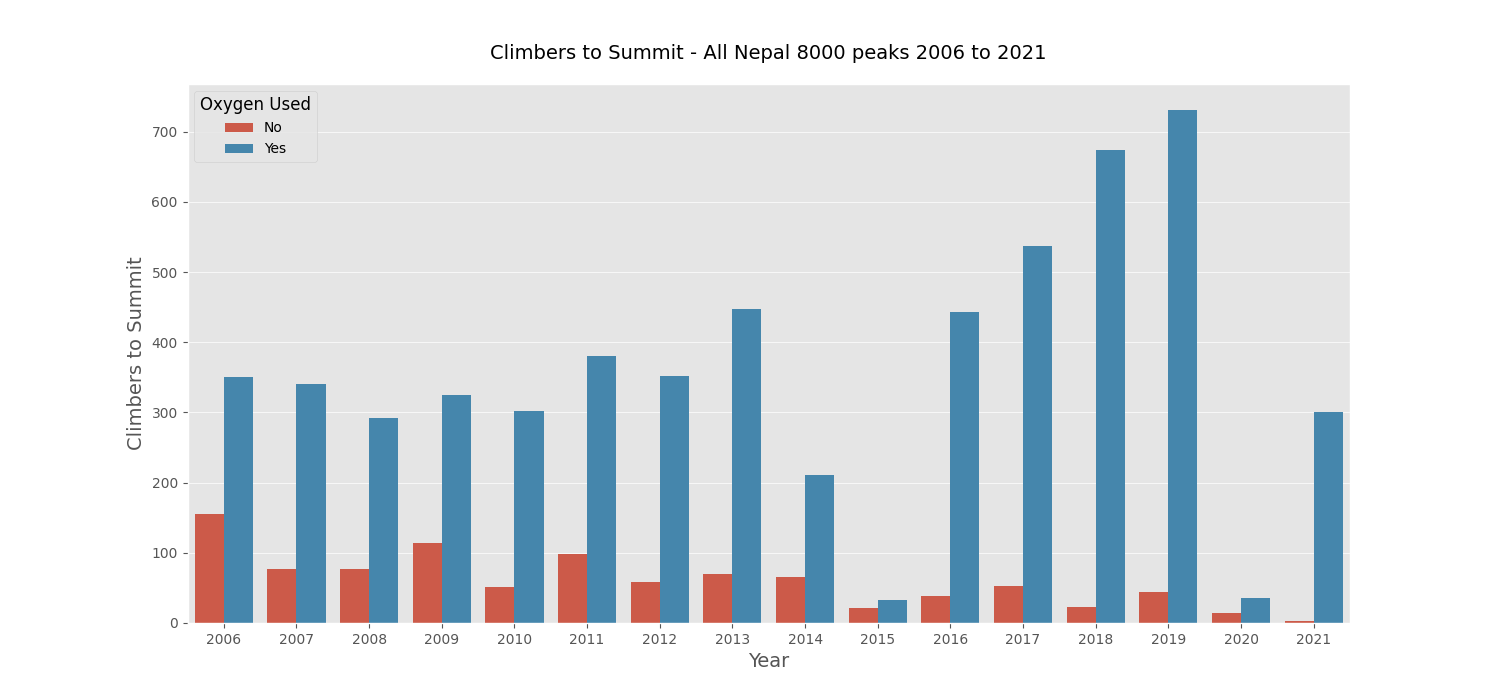 Climbers to Summit - All Nepal 8000 peaks 2006 to 2021
Oxygen Used
No
Yes
Climbers to Summit
700
600
500
400
300
200
100
0
2006 2007 2008 2009 2010 2011 2012 2013 2014 2015 2016 2017 2018 2019 2020 2021
Year